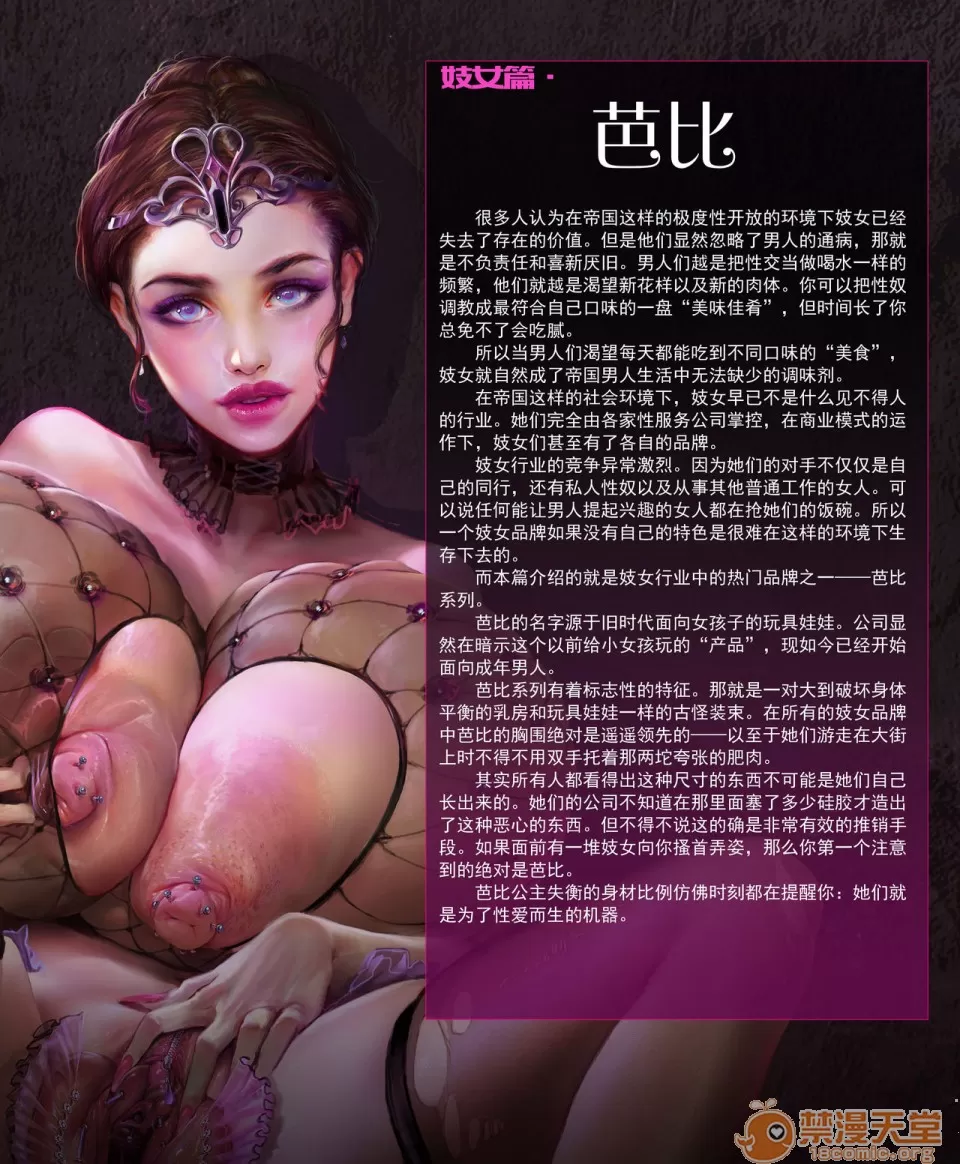 妓女篇·
芭比
很多人认为在帝国这样的极度性开放的环境下妓女已经
失去了存在的价值。但是他们显然忽略了男人的通病，那就
是不负责任和喜新厌旧。男人们越是把性交当做喝水一样的
频繁，他们就越是渴望新花样以及新的肉体。你可以把性奴
调教成最符合自己口味的一盘“美味佳肴”，但时间长了你
总免不了会吃腻。
所以当男人们渴望每天都能吃到不同口味的“美食”，
妓女就自然成了帝国男人生活中无法缺少的调味剂。
在帝国这样的社会环境下，妓女早已不是什么见不得人
的行业。她们完全由各家性服务公司掌控，在商业模式的运
作下，妓女们甚至有了各自的品牌。
妓女行业的竞争异常激烈。因为她们的对手不仅仅是自
己的同行，还有私人性奴以及从事其他普通工作的女人。可
以说任何能让男人提起兴趣的女人都在抢她们的饭碗。所以
一个妓女品牌如果没有自己的特色是很难在这样的环境下生
存下去的。
而本篇介绍的就是妓女行业中的热门品牌之一——芭比
系列。
芭比的名字源于旧时代面向女孩子的玩具娃娃。公司显
然在暗示这个以前给小女孩玩的“产品”，现如今已经开始
面向成年男人。
芭比系列有着标志性的特征。那就是一对大到破坏身体
平衡的乳房和玩具娃娃一样的古怪装束。在所有的妓女品牌
中芭比的胸围绝对是遥遥领先的——以至于她们游走在大街
上时不得不用双手托着那两坨夸张的肥肉。
其实所有人都看得出这种尺寸的东西不可能是她们自己
长出来的。她们的公司不知道在那里面塞了多少硅胶才造出
了这种恶心的东西。但不得不说这的确是非常有效的推销手
段。如果面前有一堆妓女向你搔首弄姿，那么你第一个注意
到的绝对是芭比。
芭比公主失衡的身材比例仿佛时刻都在提醒你：她们就
是为了性爱而生的机器。
禁漫天堂
18comic.org